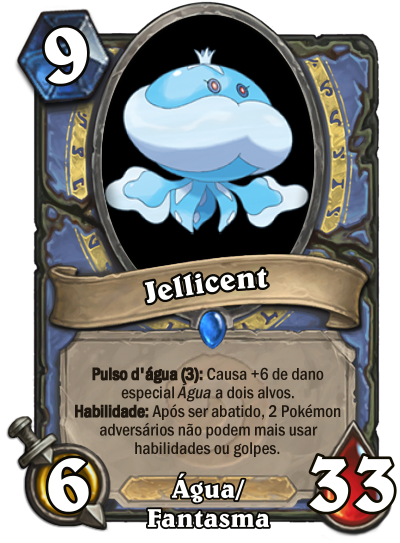 9
Jellicent
Pulso d'água (3): Causa +6 de dano
especial Água a dois alvos.
Habilidade: Após ser abatido, 2 Pokémon
adversários não podem mais usar
habilidades ou golpes.
6
Água/
Fantasma
33